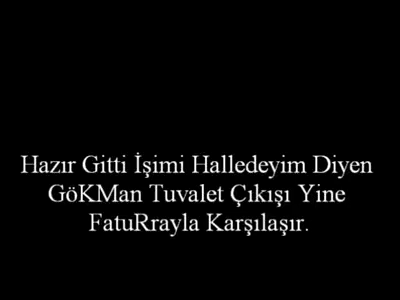 Hazır Gitti İşimi Halledeyim Diyen
GöKMan Tuvalet Çıkışı Yine
FatuRrayla Karşılaşır.